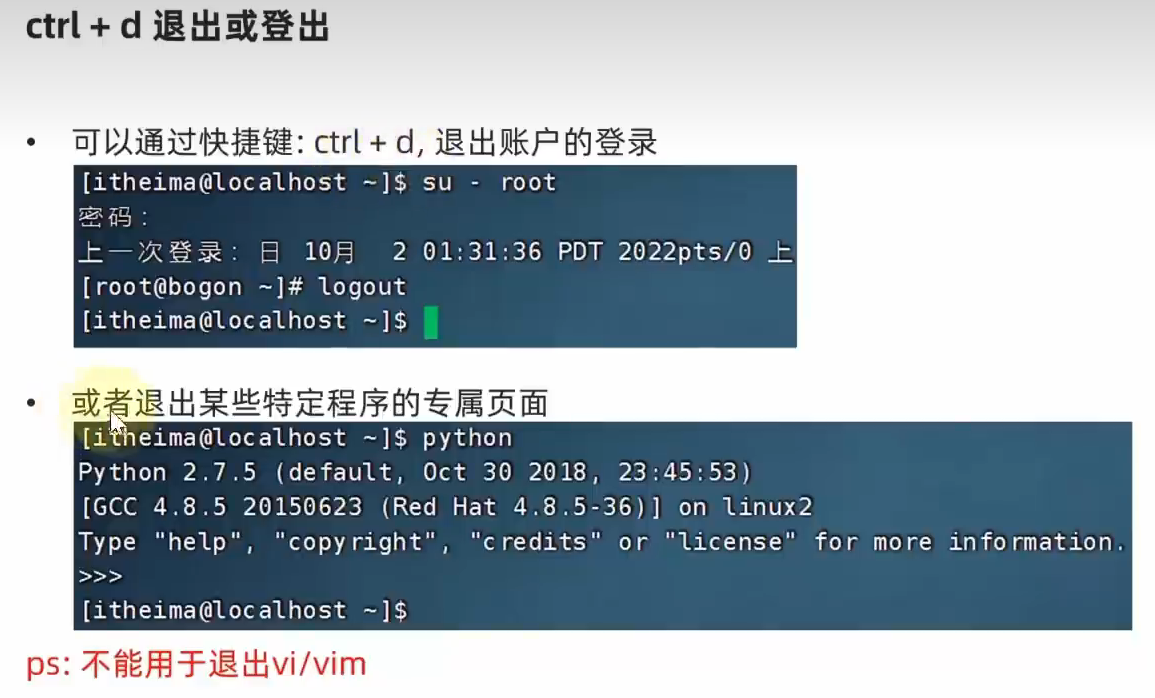 ctrl + d 退出或登出
• 可以通过快捷键: ctrl + d, 退出账户的登录
[itheima@localhost ~]$ su - root
密码：
上一次登录：日 10月  2 01:31:36 PDT 2022pts/0 上
[root@bogon ~]# logout
[itheima@localhost ~]$
• 或者退出某些特定程序的专属页面
[itheima@localhost ~]$ python
Python 2.7.5 (default, Oct 30 2018, 23:45:53)
[GCC 4.8.5 20150623 (Red Hat 4.8.5-36)] on linux2
Type "help", "copyright", "credits" or "license" for more information.
>>>
[itheima@localhost ~]$
ps: 不能用于退出vi/vim